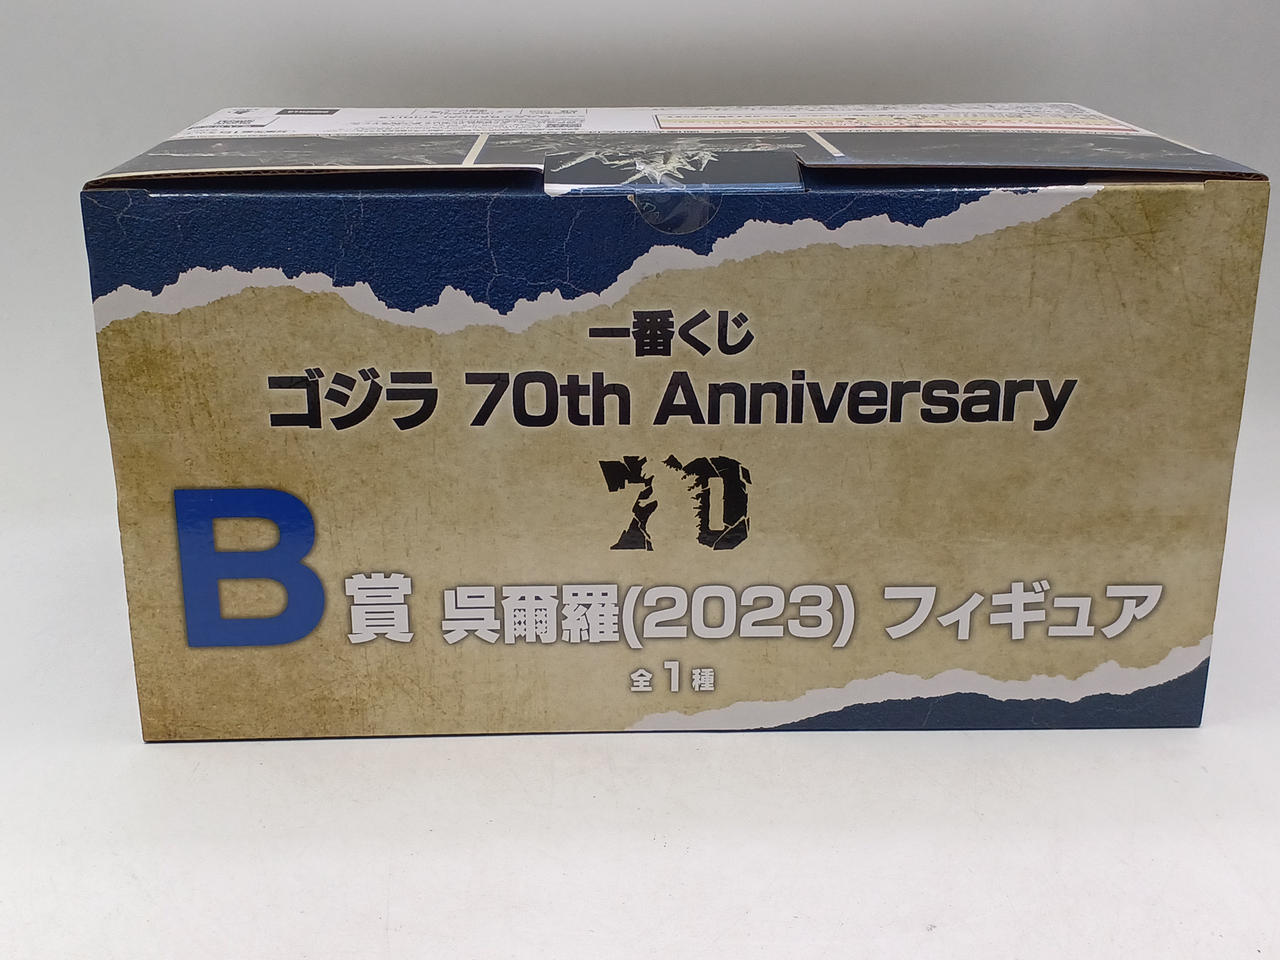 一番くじ
ゴジラ 70th Anniversary
70
B賞 呉爾羅(2023) フィギュア
全1種